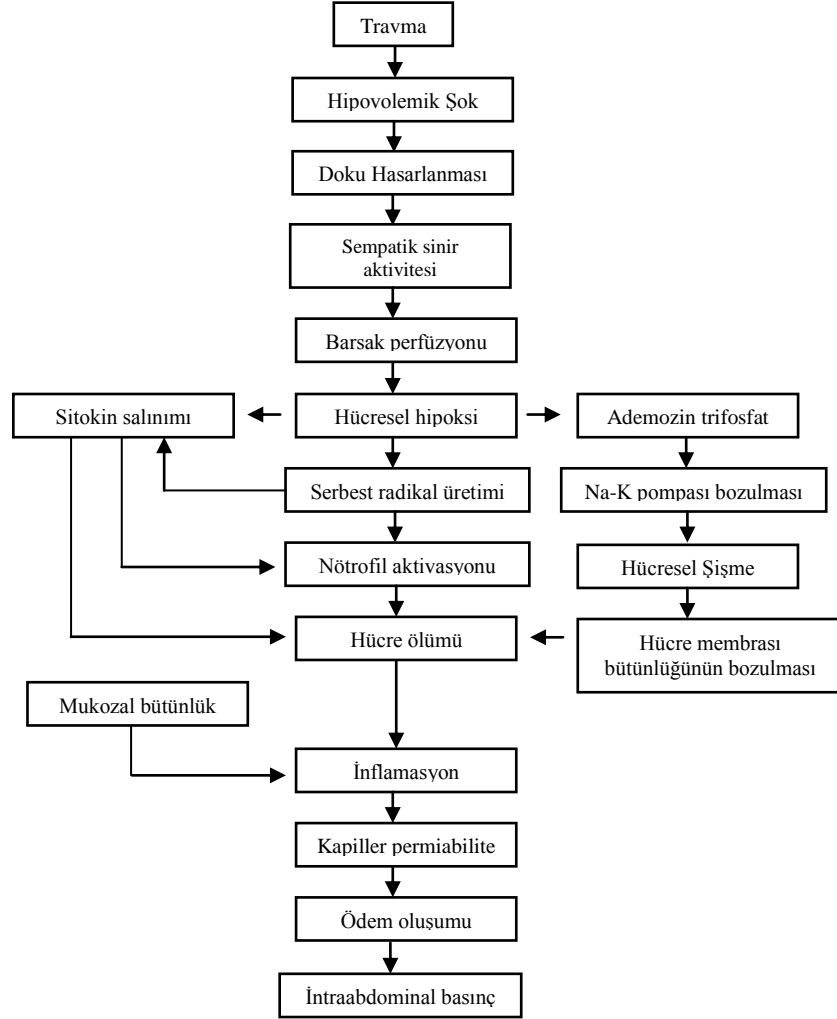 Travma
Hipovolemik Şok
Doku Hasarlanması
Sempatik sinir
aktivitesi
Barsak perfüzyonu
Sitokin salınımı
Hücresel hipoksi
Ademozin trifosfat
Serbest radikal üretimi
Na-K pompası bozulması
Nötrofil aktivasyonu
Hücresel Şişme
Hücre ölümü
Hücre membrası
bütünlüğünün bozulması
Mukozal bütünlük
İnflamasyon
Kapiller permiabilite
Ödem oluşumu
İntraabdominal basınç